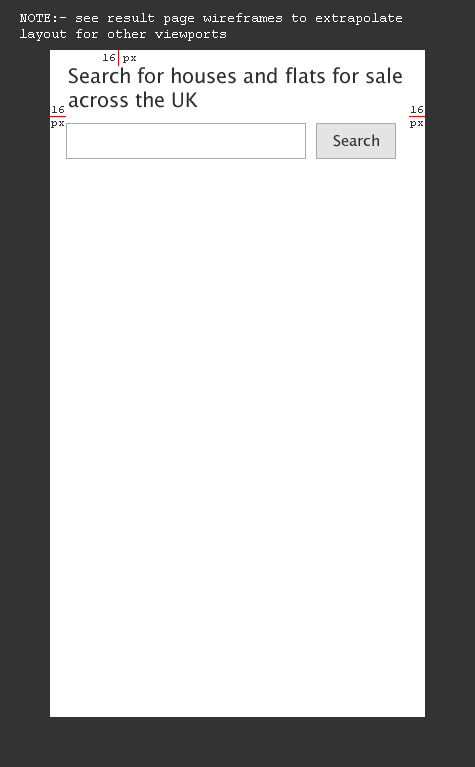 NOTE:- see result page wireframes to extrapolate
layout for other viewports
16 px
Search for houses and flats for sale
across the UK
16
px
16
px
Search